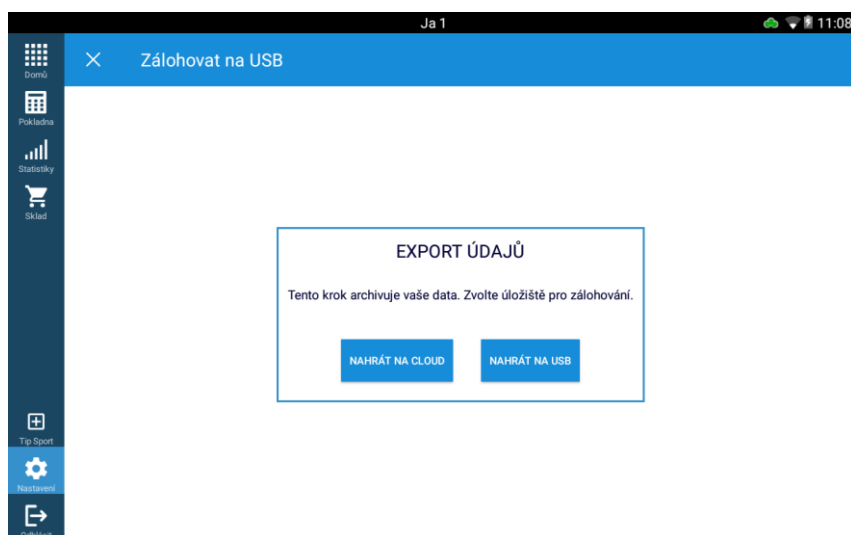 Ja 1
11:08
Domů
Zálohovat na USB
Pokladna
Statistiky
Sklad
EXPORT ÚDAJŮ
Tento krok archivuje vaše data. Zvolte úložiště pro zálohování.
NAHRÁT NA CLOUD
NAHRÁT NA USB
Tip Sport
Nastavení
Odhlásit